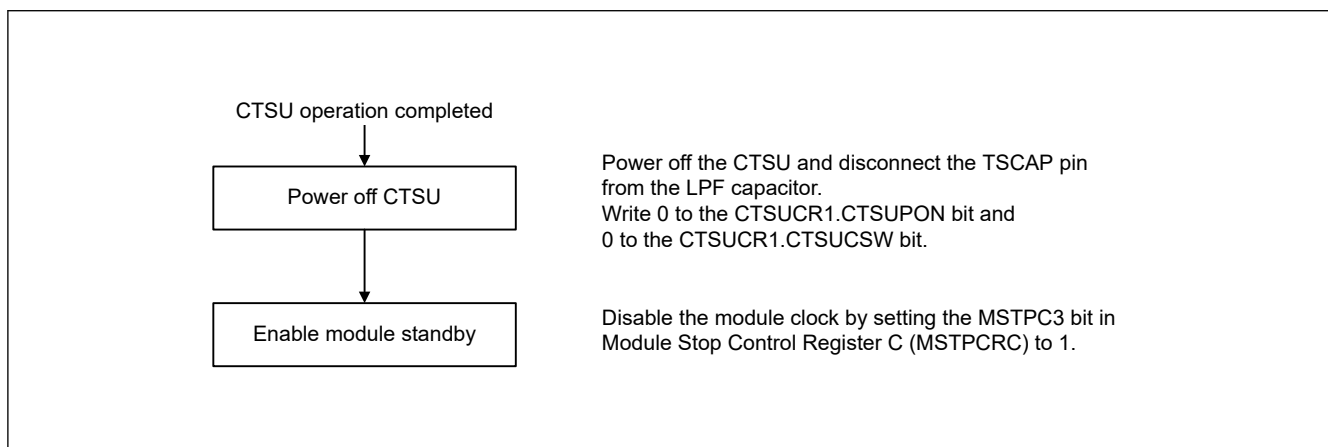 CTSU operation completed
Power off CTSU
Power off the CTSU and disconnect the TSCAP pin
from the LPF capacitor.
Write 0 to the CTSUCR1.CTSUPON bit and
0 to the CTSUCR1.CTSUCSW bit.
Enable module standby
Disable the module clock by setting the MSTPC3 bit in
Module Stop Control Register C (MSTPCRC) to 1.